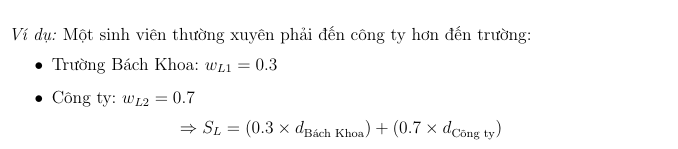 Ví dụ: Một sinh viên thường xuyên phải đến công ty hơn đến trường:
• Trường Bách Khoa: w_{L1} = 0.3
• Công ty: w_{L2} = 0.7
⇒ S_L = (0.3 × d_{Bách Khoa}) + (0.7 × d_{Công ty})